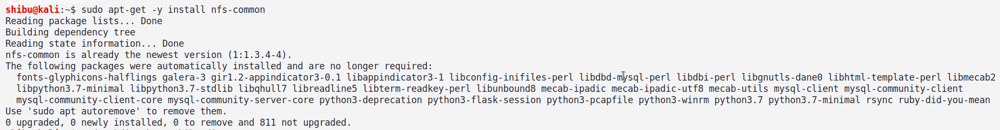 shibu@kali:~$ sudo apt-get -y install nfs-common
Reading package lists... Done
Building dependency tree
Reading state information... Done
nfs-common is already the newest version (1:1.3.4-4).
The following packages were automatically installed and are no longer required:
  fonts-glyphicons-halflings galera-3 gir1.2-appindicator3-0.1 libappindicator3-1 libconfig-inifiles-perl libdbd-mysql-perl libdbi-perl libgnutls-dane0 libhtml-template-perl libmecab2
  libpython3.7-minimal libpython3.7-stdlib libqhull7 libreadline5 libterm-readkey-perl libunbound8 mecab-ipadic mecab-ipadic-utf8 mecab-utils mysql-client mysql-community-client
  mysql-community-client-core mysql-community-server-core python3-deprecation python3-flask-session python3-pcapfile python3-winrm python3.7 python3.7-minimal rsync ruby-did-you-mean
Use 'sudo apt autoremove' to remove them.
0 upgraded, 0 newly installed, 0 to remove and 811 not upgraded.